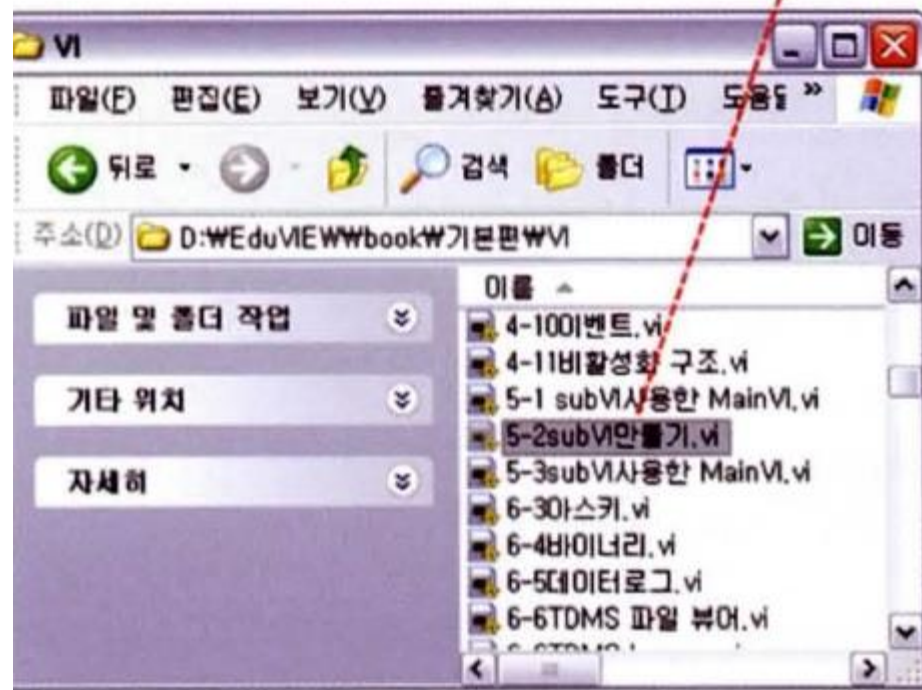 VI
파일(F) 편집(E) 보기(V) 즐겨찾기(A) 도구(T) »
뒤로 검색 폴더
주소(D) D:₩EduVIEW₩book₩기본편₩VI 이동
파일 및 폴더 작업
기타 위치
자세히
이름
4-10이벤트.vi
4-11비활성화 구조.vi
5-1 subVI사용한 MainVI.vi
5-2subVI만들기.vi
5-3subVI사용한 MainVI.vi
6-3아스키.vi
6-4바이너리.vi
6-5데이터로그.vi
6-6TDMS 파일 뷰어.vi